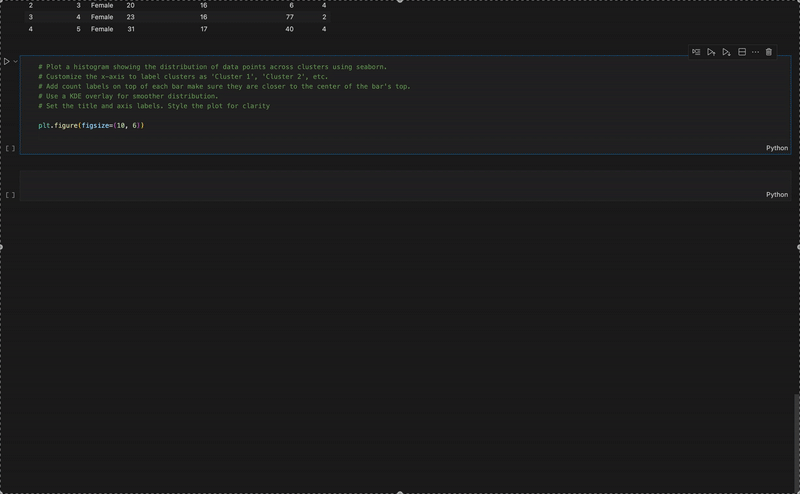 2 3 Female 20 16 6 4
3 4 Female 23 16 77 2
4 5 Female 31 17 40 4
# Plot a histogram showing the distribution of data points across clusters using seaborn.
# Customize the x-axis to label clusters as 'Cluster 1', 'Cluster 2', etc.
# Add count labels on top of each bar make sure they are closer to the center of the bar's top.
# Use a KDE overlay for smoother distribution.
# Set the title and axis labels. Style the plot for clarity
plt.figure(figsize=(10, 6))
[ ] Python
[ ] Python